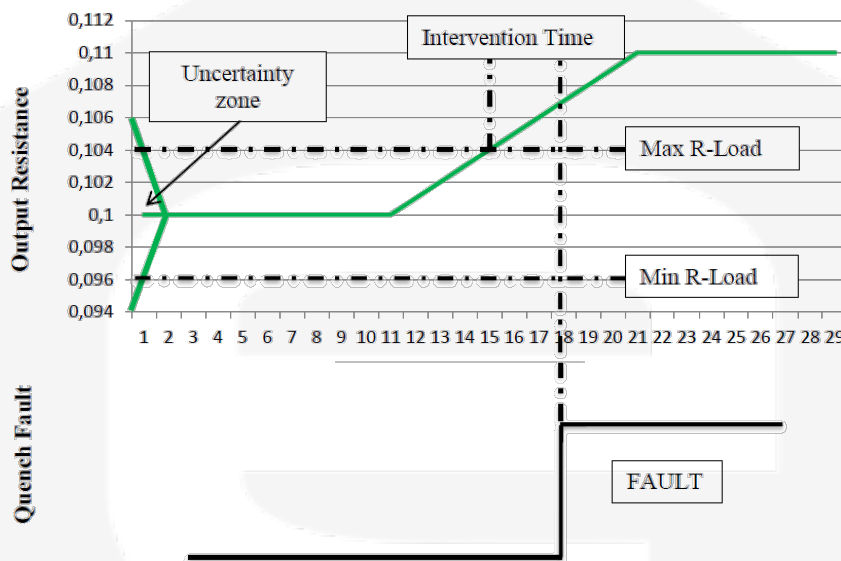 0,112
0,11
0,108
0,106
0,104
0,102
0,1
0,098
0,096
0,094
Output Resistance
Uncertainty
zone
Intervention Time
Max R-Load
Min R-Load
1 2 3 4 5 6 7 8 9 10 11 12 13 14 15 16 17 18 19 20 21 22 23 24 25 26 27 28 29
Quench Fault
FAULT